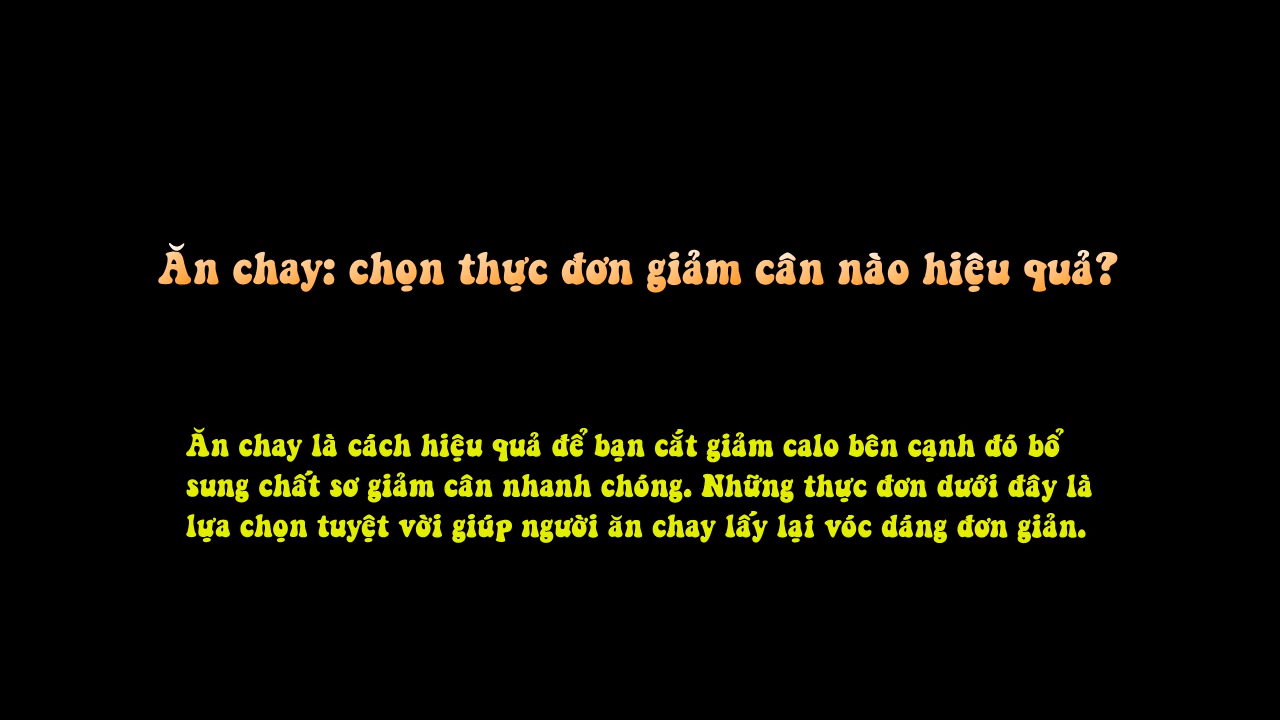 Ăn chay: chọn thực đơn giảm cân nào hiệu quả?
Ăn chay là cách hiệu quả để bạn cắt giảm calo bên cạnh đó bổ
sung chất sơ giảm cân nhanh chóng. Những thực đơn dưới đây là
lựa chọn tuyệt vời giúp người ăn chay lấy lại vóc dáng đơn giản.